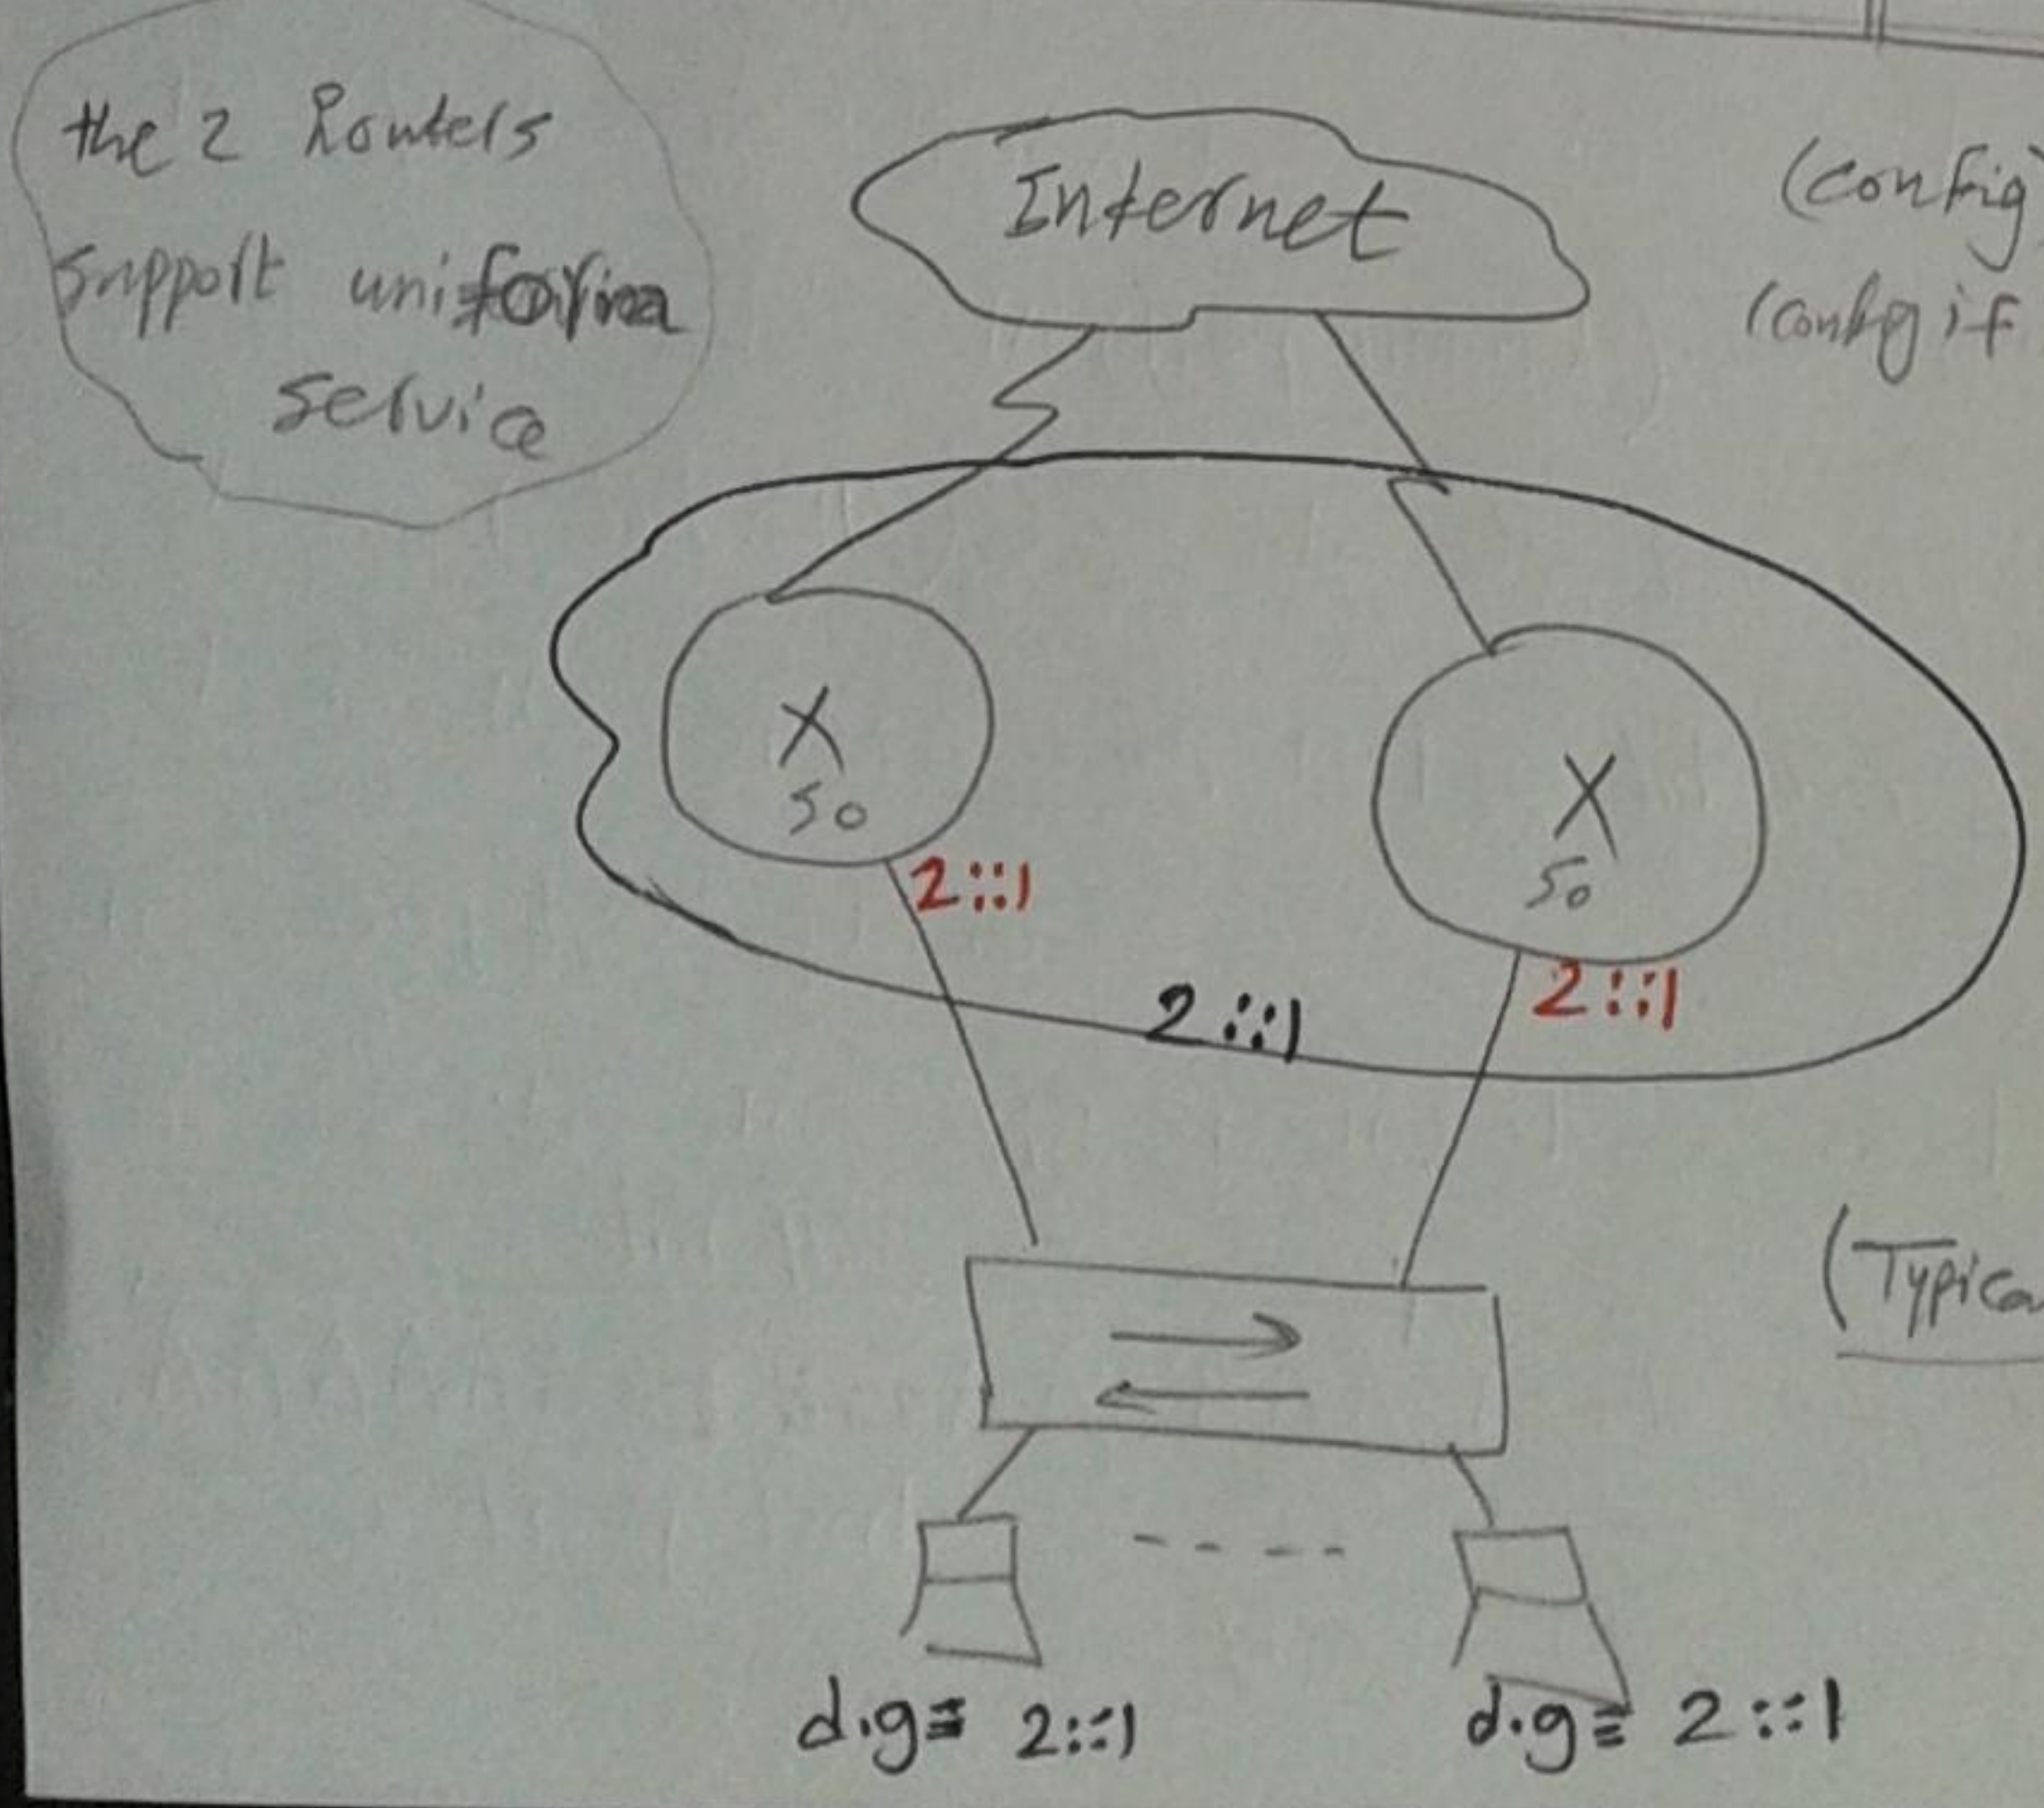 the 2 Routers
support uniform
service
Internet
(config)
(config if
X
50
X
50
2::1
2::1
2::1
(Typica
d.g = 2::1
d.g = 2::1